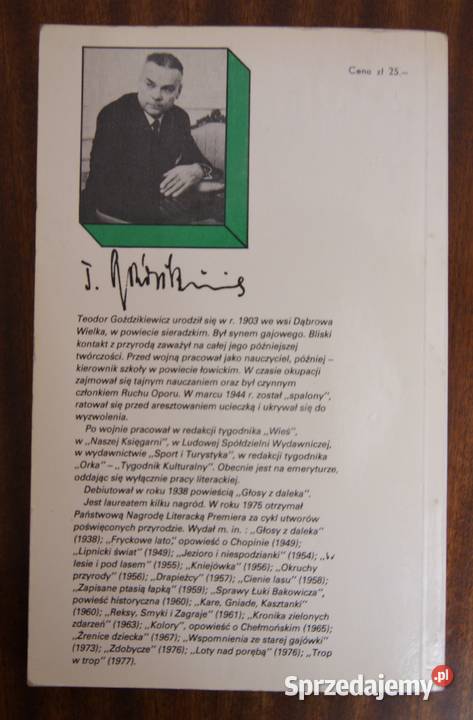 Cena zł 25.—
T. Goździkiewicz
Teodor Goździkiewicz urodził się w r. 1903 we wsi Dąbrowa
Wielka, w powiecie sieradzkim. Był synem gajowego. Bliski
kontakt z przyrodą zaważył na całej jego późniejszej
twórczości. Przed wojną pracował jako nauczyciel, później –
kierownik szkoły w powiecie łowickim. W czasie okupacji
zajmował się tajnym nauczaniem oraz był czynnym
członkiem Ruchu Oporu. W marcu 1944 r. został „spalony",
ratował się przed aresztowaniem ucieczką i ukrywał się do
wyzwolenia.
Po wojnie pracował w redakcji tygodnika „Wieś",
w „Naszej Księgarni", w Ludowej Spółdzielni Wydawniczej,
w wydawnictwie „Sport i Turystyka", w redakcji tygodnika
„Orka" – „Tygodnik Kulturalny". Obecnie jest na emeryturze,
oddając się wyłącznie pracy literackiej.
Debiutował w roku 1938 powieścią „Głosy z daleka".
Jest laureatem kilku nagród. W roku 1975 otrzymał
Państwową Nagrodę Literacką Premiera za cykl utworów
poświęconych przyrodzie. Wydał m. in. : „Głosy z daleka"
(1938); „Fryckowe lato", opowieść o Chopinie (1949);
„Lipnicki świat" (1949); „Jezioro i niespodzianki" (1954); „W
lesie i pod lasem" (1955); „Kniejówka" (1956); „Okruchy
przyrody" (1956); „Drapieżcy" (1957); „Cienie lasu" (1958);
„Zapisane ptasią łapką" (1959); „Sprawy Łuki Bakowicza",
powieść historyczna (1960); „Kare, Gniade, Kasztanki"
(1960); „Reksy, Smyki i Zagraje" (1961); „Kronika zielonych
zdarzeń" (1963); „Kolory", opowieść o Chełmońskim (1965);
„Źrenice dziecka" (1967); „Wspomnienia ze starej gajówki"
(1973); „Zdobycze" (1976); „Loty nad porębą" (1976); „Trop
w trop" (1977).
Sprzedajemy.pl